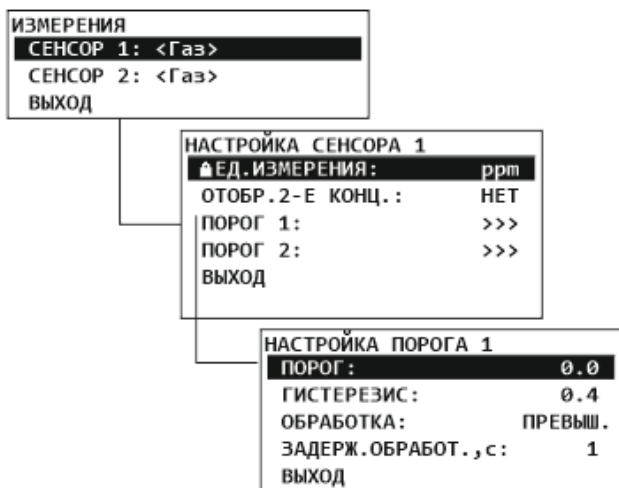 ИЗМЕРЕНИЯ
СЕНСОР 1: <Газ>
СЕНСОР 2: <Газ>
ВЫХОД
НАСТРОЙКА СЕНСОРА 1
ЕД.ИЗМЕРЕНИЯ: ppm
ОТОБР.2-Е КОНЦ.: НЕТ
ПОРОГ 1: >>>
ПОРОГ 2: >>>
ВЫХОД
НАСТРОЙКА ПОРОГА 1
ПОРОГ: 0.0
ГИСТЕРЕЗИС: 0.4
ОБРАБОТКА: ПРЕВЫШ.
ЗАДЕРЖ.ОБРАБОТ.,с: 1
ВЫХОД